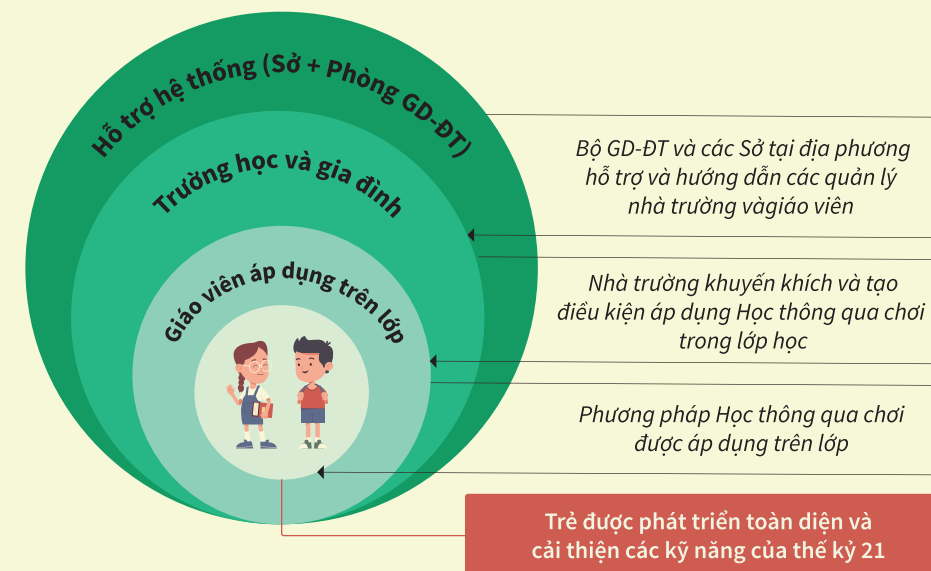 Hỗ trợ hệ thống (Sở + Phòng GD-ĐT)
Trường học và gia đình
Giáo viên áp dụng trên lớp
Bộ GD-ĐT và các Sở tại địa phương
hỗ trợ và hướng dẫn các quản lý
nhà trường vàgiáo viên
Nhà trường khuyến khích và tạo
điều kiện áp dụng Học thông qua chơi
trong lớp học
Phương pháp Học thông qua chơi
được áp dụng trên lớp
Trẻ được phát triển toàn diện và
cải thiện các kỹ năng của thế kỷ 21